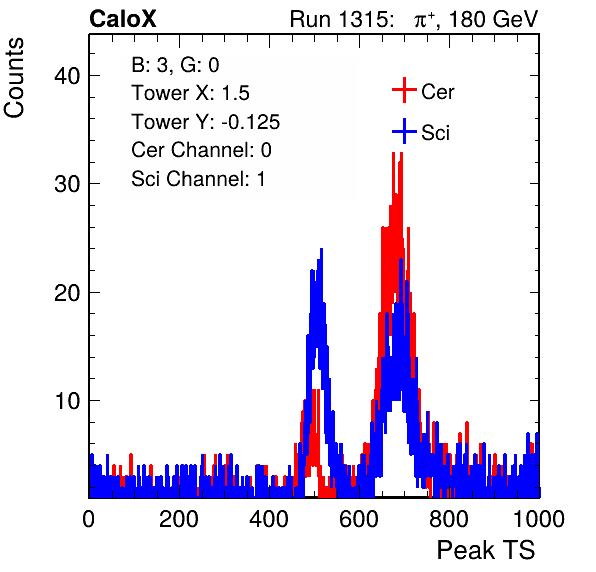 CaloX Run 1315: π⁺, 180 GeV
Counts
B: 3, G: 0
Tower X: 1.5
Tower Y: -0.125
Cer Channel: 0
Sci Channel: 1
Cer
Sci
40
30
20
10
0 200 400 600 800 1000
Peak TS